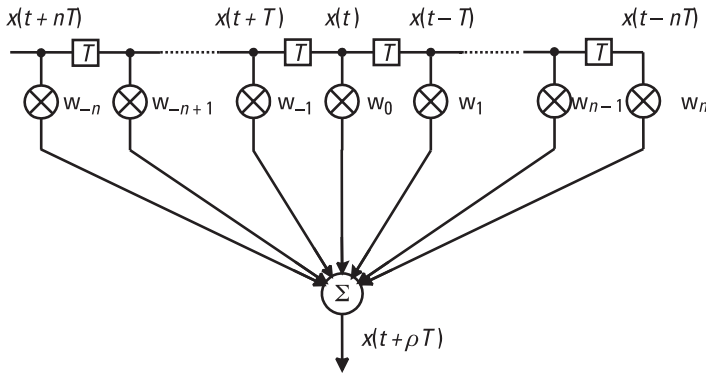 x(t + nT) x(t + T) x(t) x(t – T) x(t – nT)
T T T T
w₋ₙ w₋ₙ₊₁ w₋₁ w₀ w₁ wₙ₋₁ wₙ
Σ
x(t + ρT)